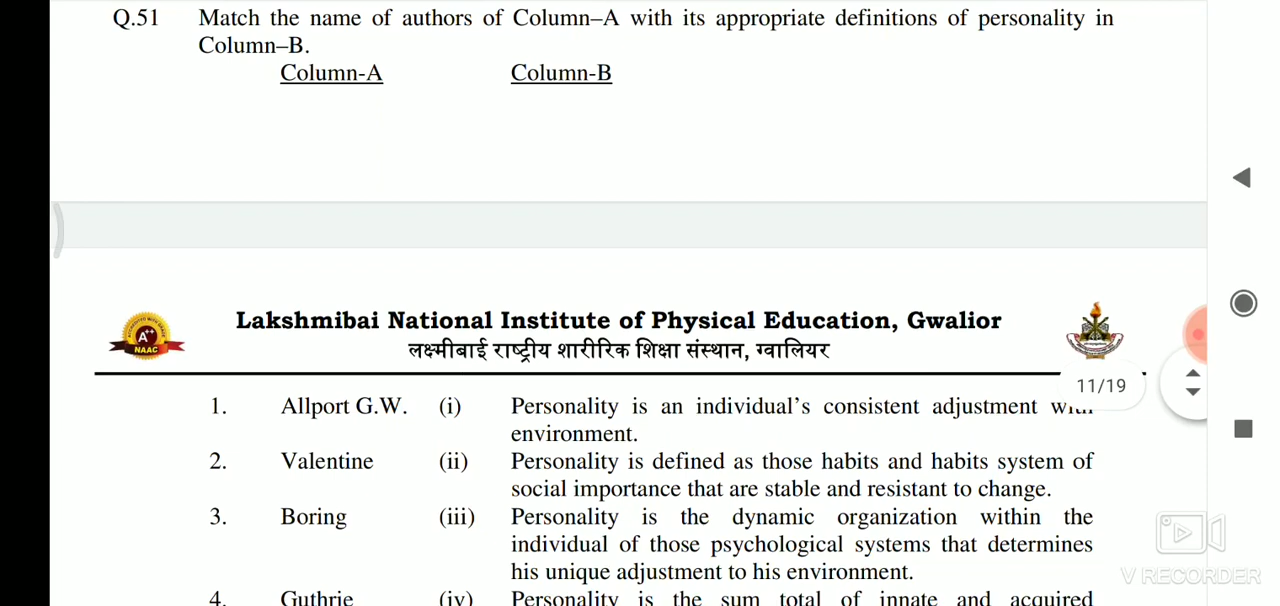 Q.51 Match the name of authors of Column–A with its appropriate definitions of personality in
Column–B.
Column-A Column-B
A++
NAAC
Lakshmibai National Institute of Physical Education, Gwalior
लक्ष्मीबाई राष्ट्रीय शारीरिक शिक्षा संस्थान, ग्वालियर
11/19
1. Allport G.W. (i) Personality is an individual's consistent adjustment with
environment.
2. Valentine (ii) Personality is defined as those habits and habits system of
social importance that are stable and resistant to change.
3. Boring (iii) Personality is the dynamic organization within the
individual of those psychological systems that determines
his unique adjustment to his environment.
4. Guthrie (iv) Personality is the sum total of innate and acquired
V RECORDER